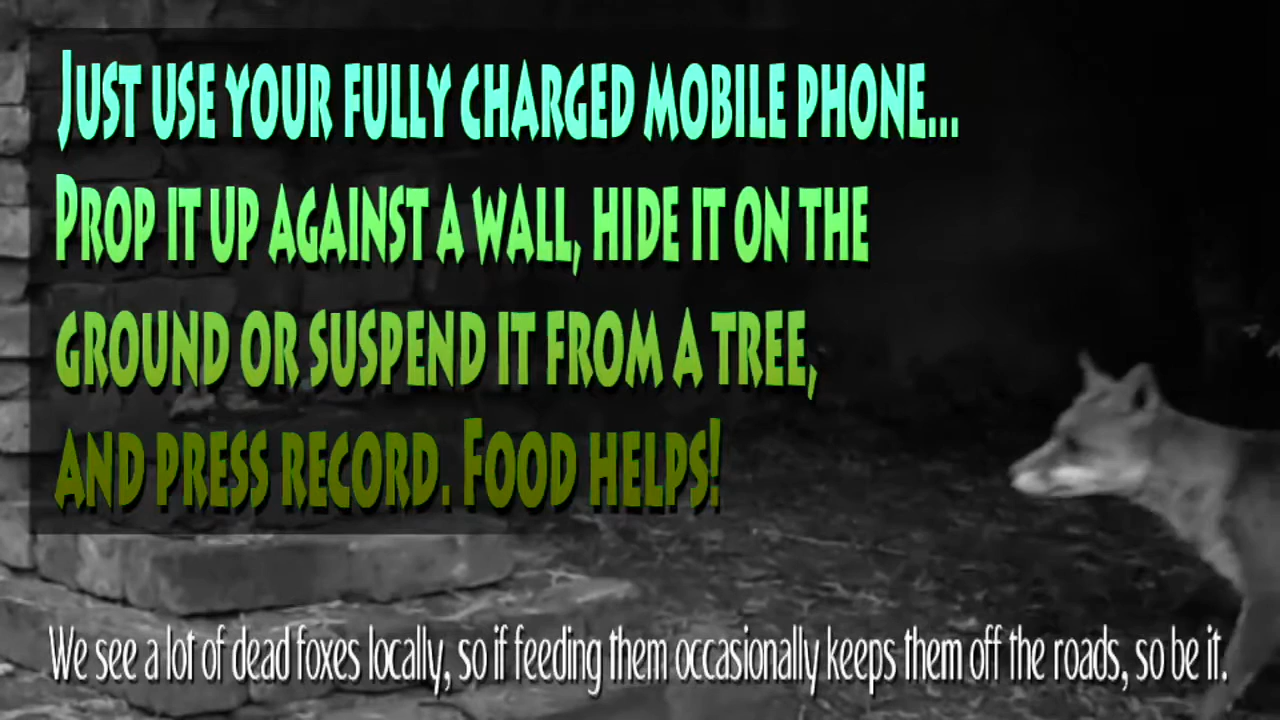 Just use your fully charged mobile phone...
Prop it up against a wall, hide it on the
ground or suspend it from a tree,
and press record. Food helps!
We see a lot of dead foxes locally, so if feeding them occasionally keeps them off the roads, so be it.